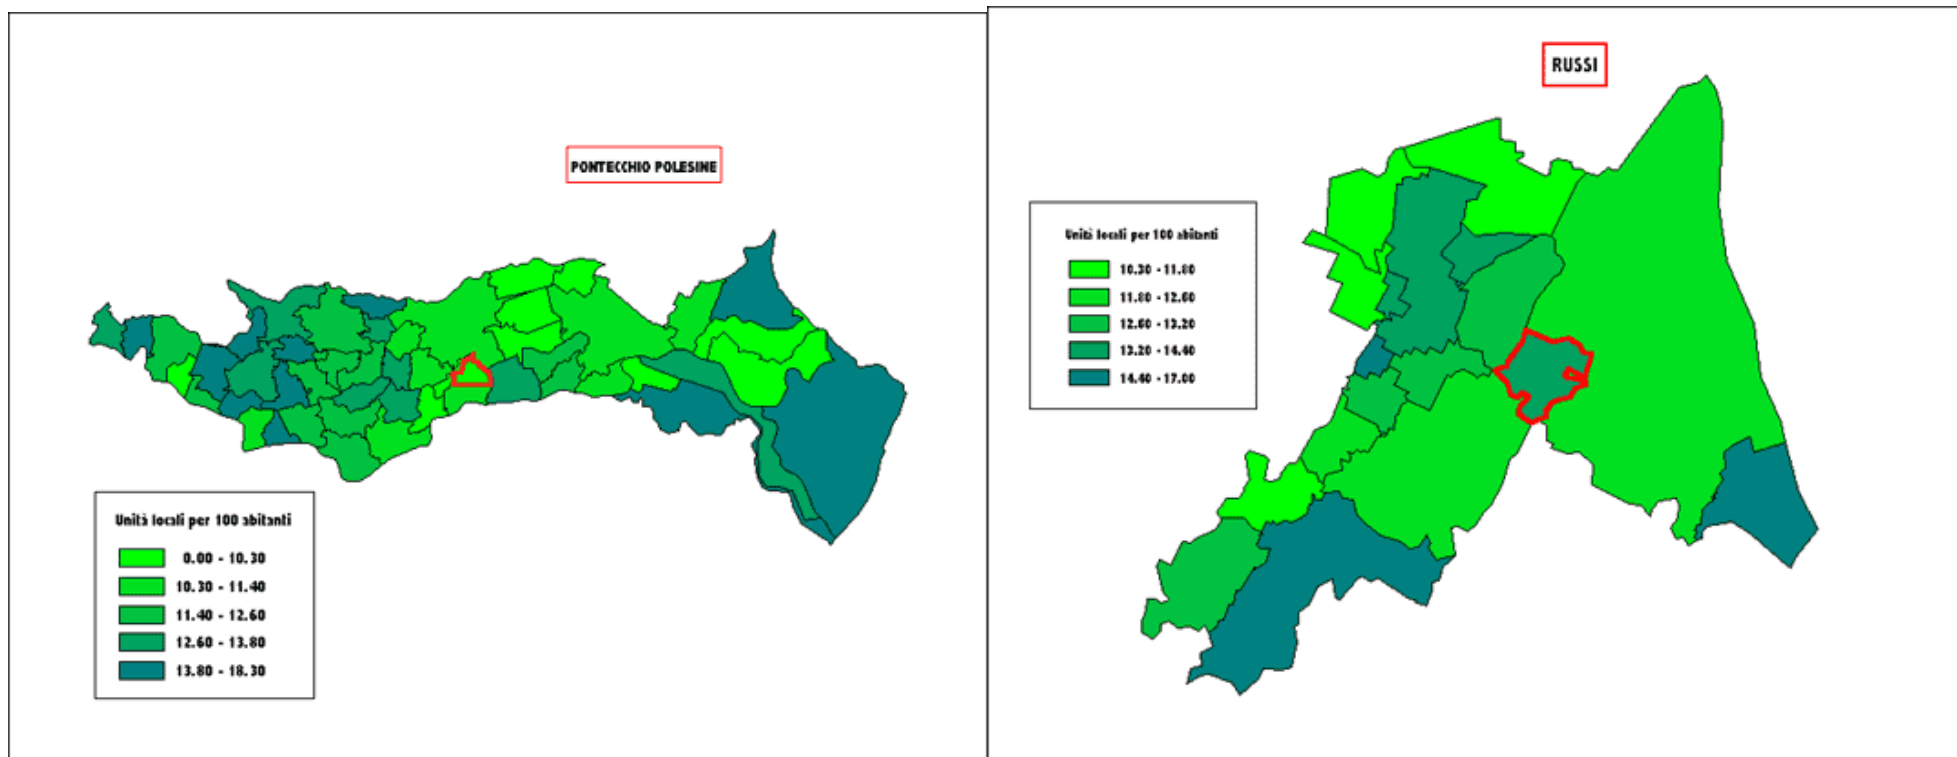 PONTECCHIO POLESINE
Unità locali per 100 abitanti
0.00 - 10.30
10.30 - 11.40
11.40 - 12.60
12.60 - 13.80
13.80 - 18.30
RUSSI
Unità locali per 100 abitanti
10.30 - 11.80
11.80 - 12.60
12.60 - 13.20
13.20 - 14.40
14.40 - 17.00